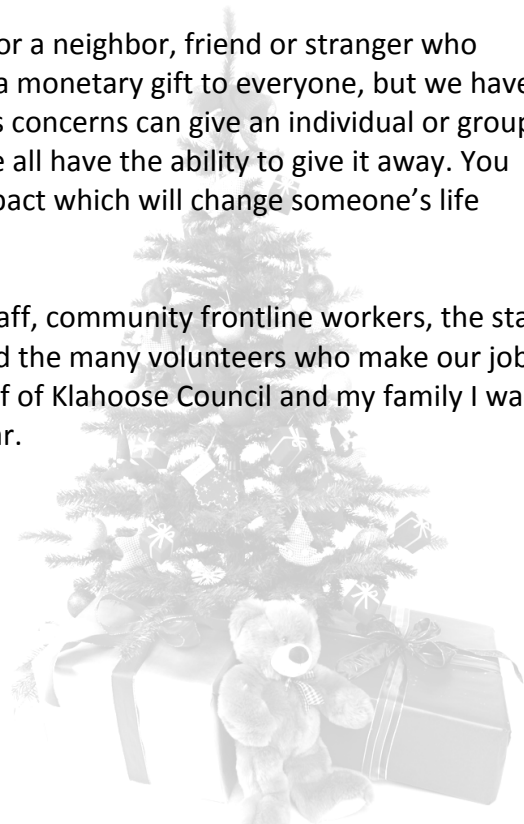 or a neighbor, friend or stranger who
a monetary gift to everyone, but we have
s concerns can give an individual or group
e all have the ability to give it away. You
pact which will change someone’s life
aff, community frontline workers, the sta
d the many volunteers who make our job
f of Klahoose Council and my family I wa
ar.